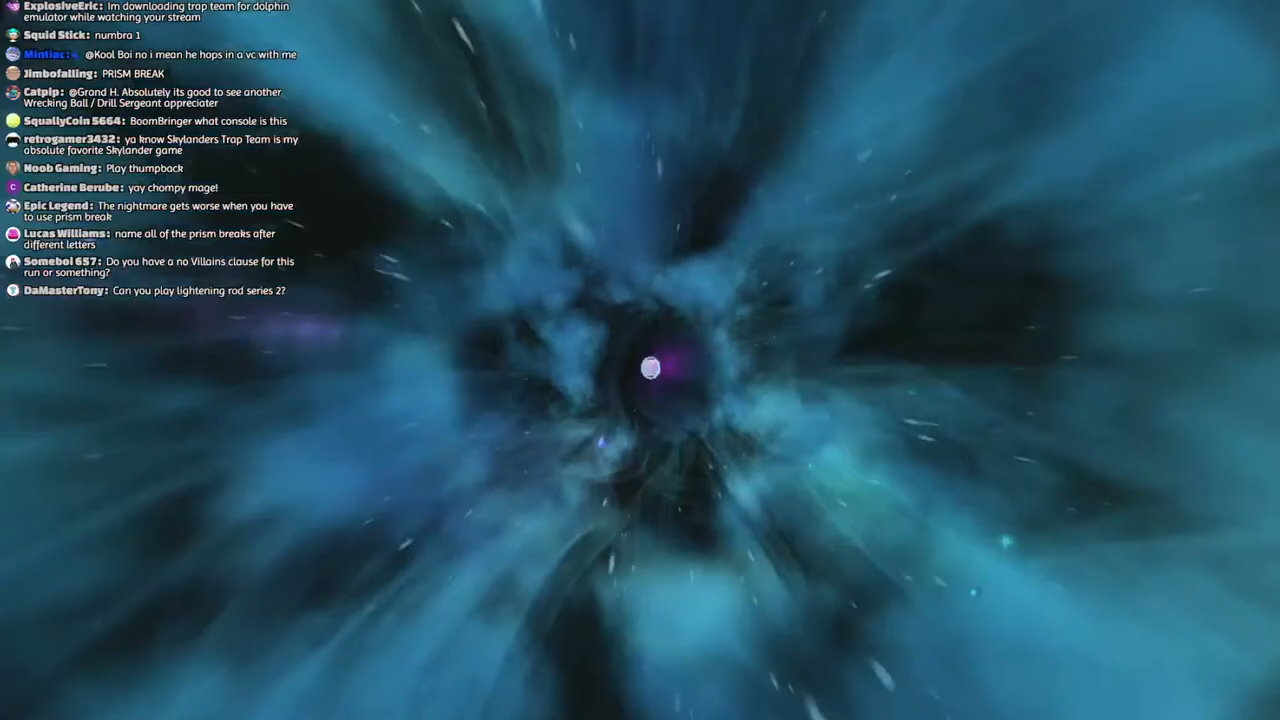 ExplosiveEric: Im downloading trap team for dolphin
emulator while watching your stream
Squid Stick: numbra 1
Mintiac: @Kool Boi no i mean he hops in a vc with me
Jimbofalling: PRISM BREAK
Catpip: @Grand H. Absolutely its good to see another
Wrecking Ball / Drill Sergeant appreciater
SquallyCoin 5664: BoomBringer what console is this
retrogamer3432: ya know Skylanders Trap Team is my
absolute favorite Skylander game
Noob Gaming: Play thumpback
C Catherine Berube: yay chompy mage!
Epic Legend: The nightmare gets worse when you have
to use prism break
Lucas Williams: name all of the prism breaks after
different letters
Somebol 657: Do you have a no Villains clause for this
run or something?
DaMasterTony: Can you play lightening rod series 2?